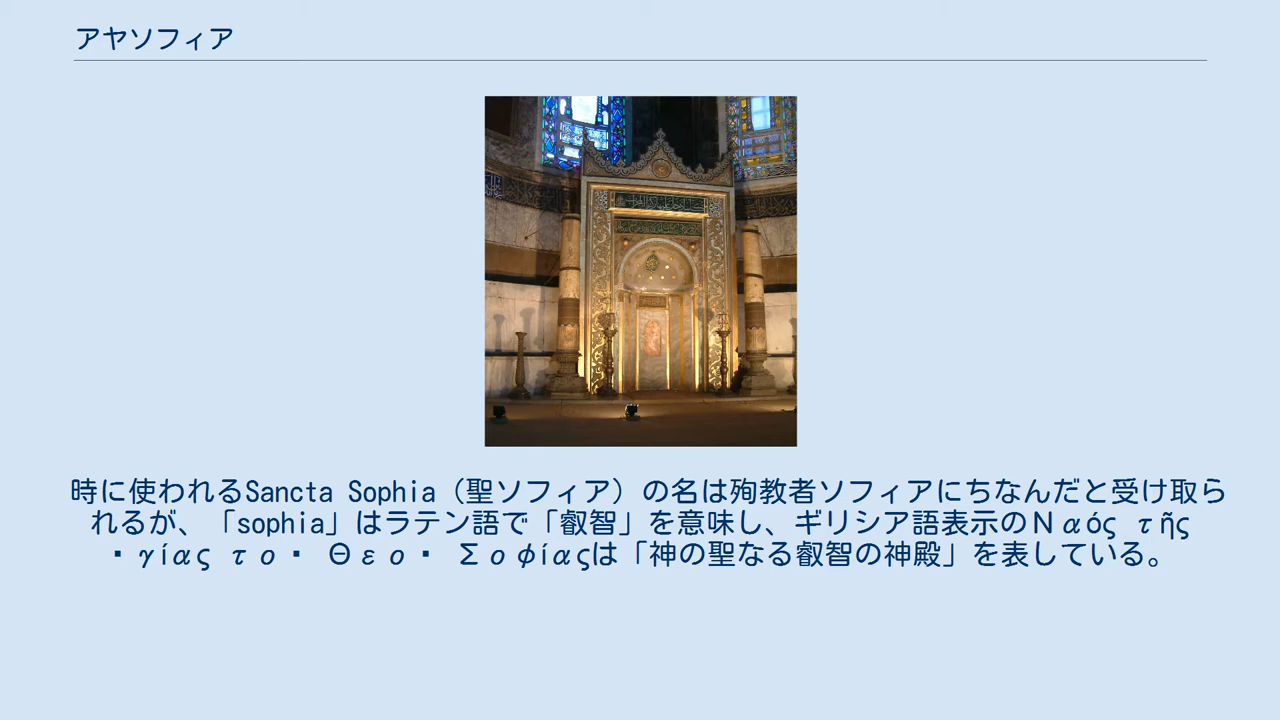 アヤソフィア
時に使われるSancta Sophia（聖ソフィア）の名は殉教者ソフィアにちなんだと受け取ら
れるが、「sophia」はラテン語で「叡智」を意味し、ギリシア語表示のΝαός τῆς
▪γίας το▪ Θεο▪ Σοφίαςは「神の聖なる叡智の神殿」を表している。